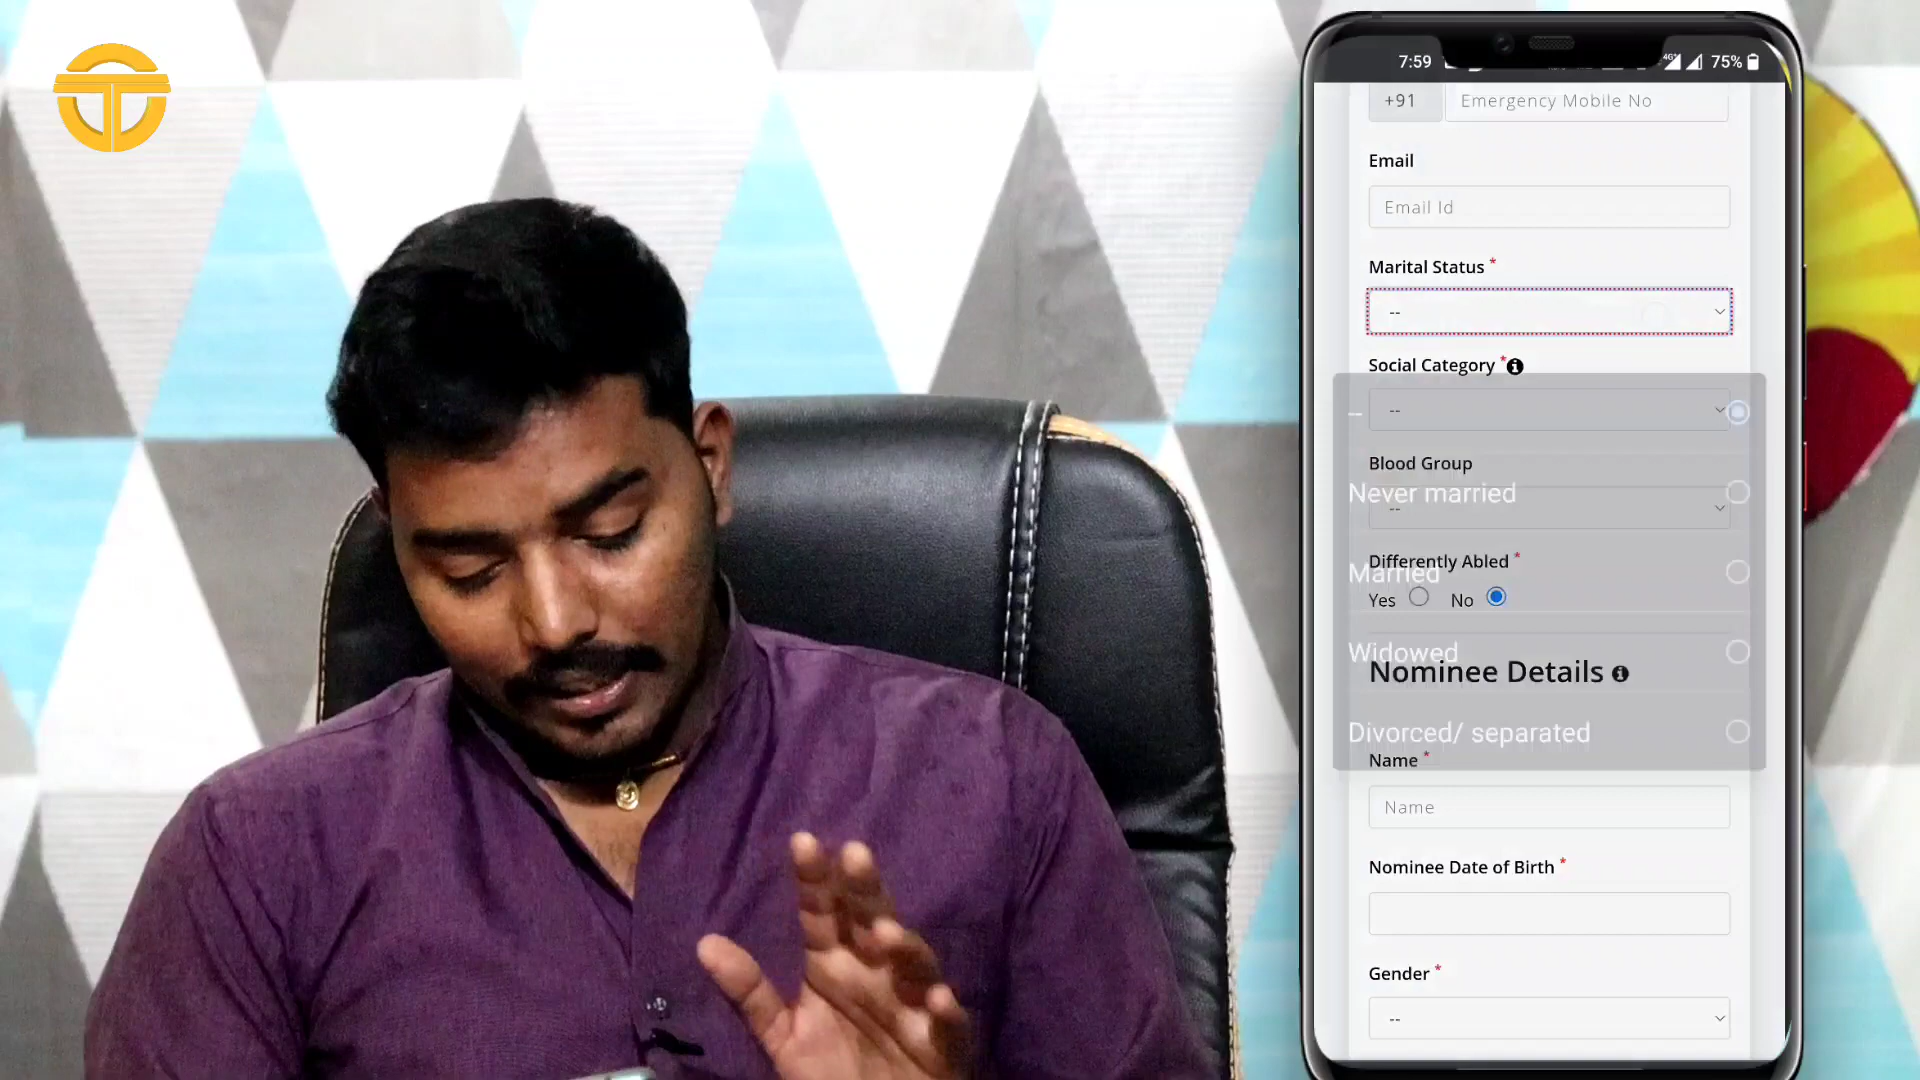 7:59
75%
+91
Emergency Mobile No
Email
Email Id
Marital Status *
--
Social Category *
--
--
Blood Group
Never married
--
Differently Abled *
Married
Yes No
Widowed
Nominee Details
Divorced/ separated
Name *
Name
Nominee Date of Birth *
Gender *
--